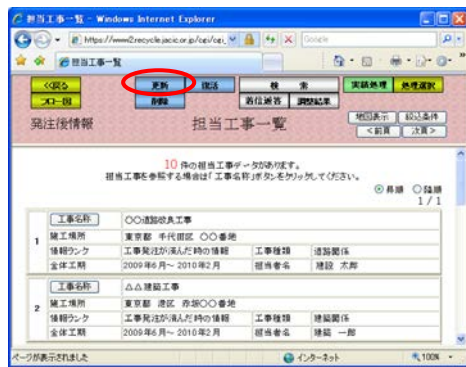 担当工事一覧 - Windows Internet Explorer
https://www2.recycle.jacic.or.jp/cei/cei_
Google
担当工事一覧
<<戻る 更新 復活 検 索 実績処理 処理選択
フロー図 削除 着信通答 調整結果
発注後情報 担当工事一覧 地図表示 絞込条件
<前頁 次頁>
10 件の担当工事データがあります。
担当工事を参照する場合は「工事名称」ボタンをクリックしてください。
昇順 降順
1 / 1
1 工事名称 〇〇道路改良工事
施工場所 東京都 千代田区 〇〇番地
情報ランク 工事発注が済んだ時の情報 工事種類 道路関係
全体工期 2009年6月～2010年2月 担当者名 建設 太郎
2 工事名称 △△建築工事
施工場所 東京都 港区 赤坂〇〇番地
情報ランク 工事発注が済んだ時の情報 工事種類 建築関係
全体工期 2009年6月～2010年2月 担当者名 建築 一郎
ページが表示されました インターネット 100%